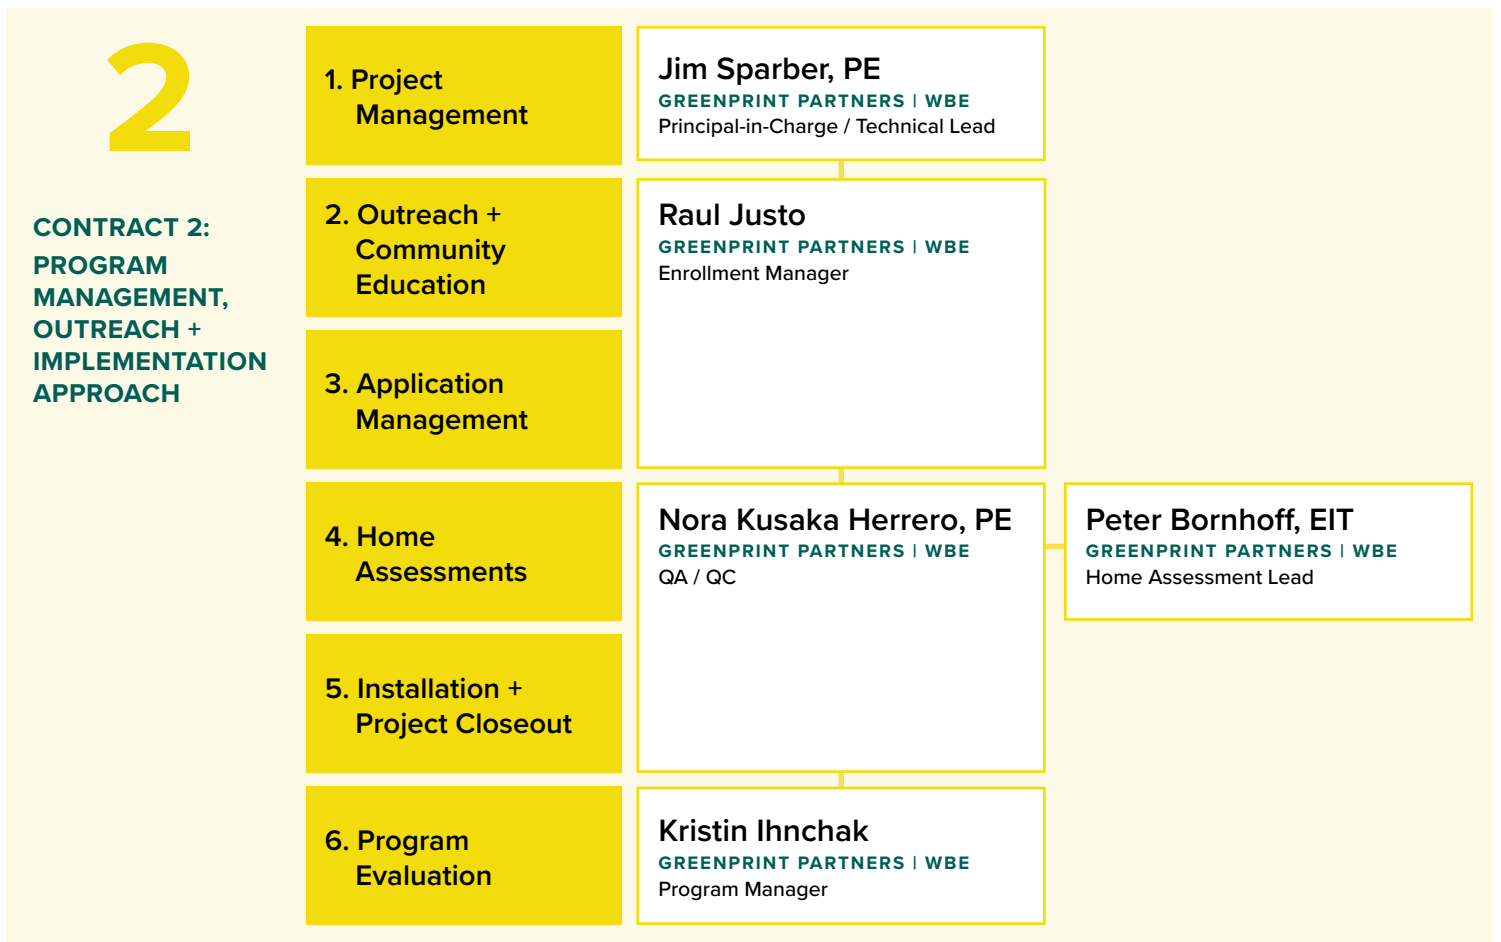 2
CONTRACT 2:
PROGRAM
MANAGEMENT,
OUTREACH +
IMPLEMENTATION
APPROACH
1. Project
Management
Jim Sparber, PE
GREENPRINT PARTNERS | WBE
Principal-in-Charge / Technical Lead
2. Outreach +
Community
Education
Raul Justo
GREENPRINT PARTNERS | WBE
Enrollment Manager
3. Application
Management
4. Home
Assessments
Nora Kusaka Herrero, PE
GREENPRINT PARTNERS | WBE
QA / QC
Peter Bornhoff, EIT
GREENPRINT PARTNERS | WBE
Home Assessment Lead
5. Installation +
Project Closeout
6. Program
Evaluation
Kristin Ihnchak
GREENPRINT PARTNERS | WBE
Program Manager